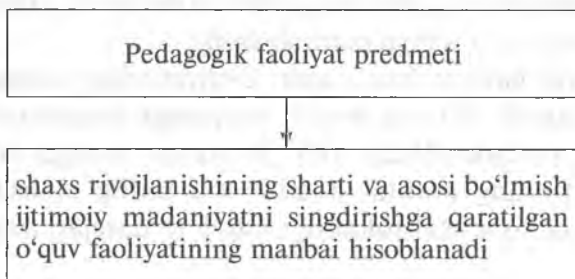 Pedagogik faoliyat predmeti
shaxs rivojlanishining sharti va asosi bo‘lmish
ijtimoiy madaniyatni singdirishga qaratilgan
o‘quv faoliyatining manbai hisoblanadi